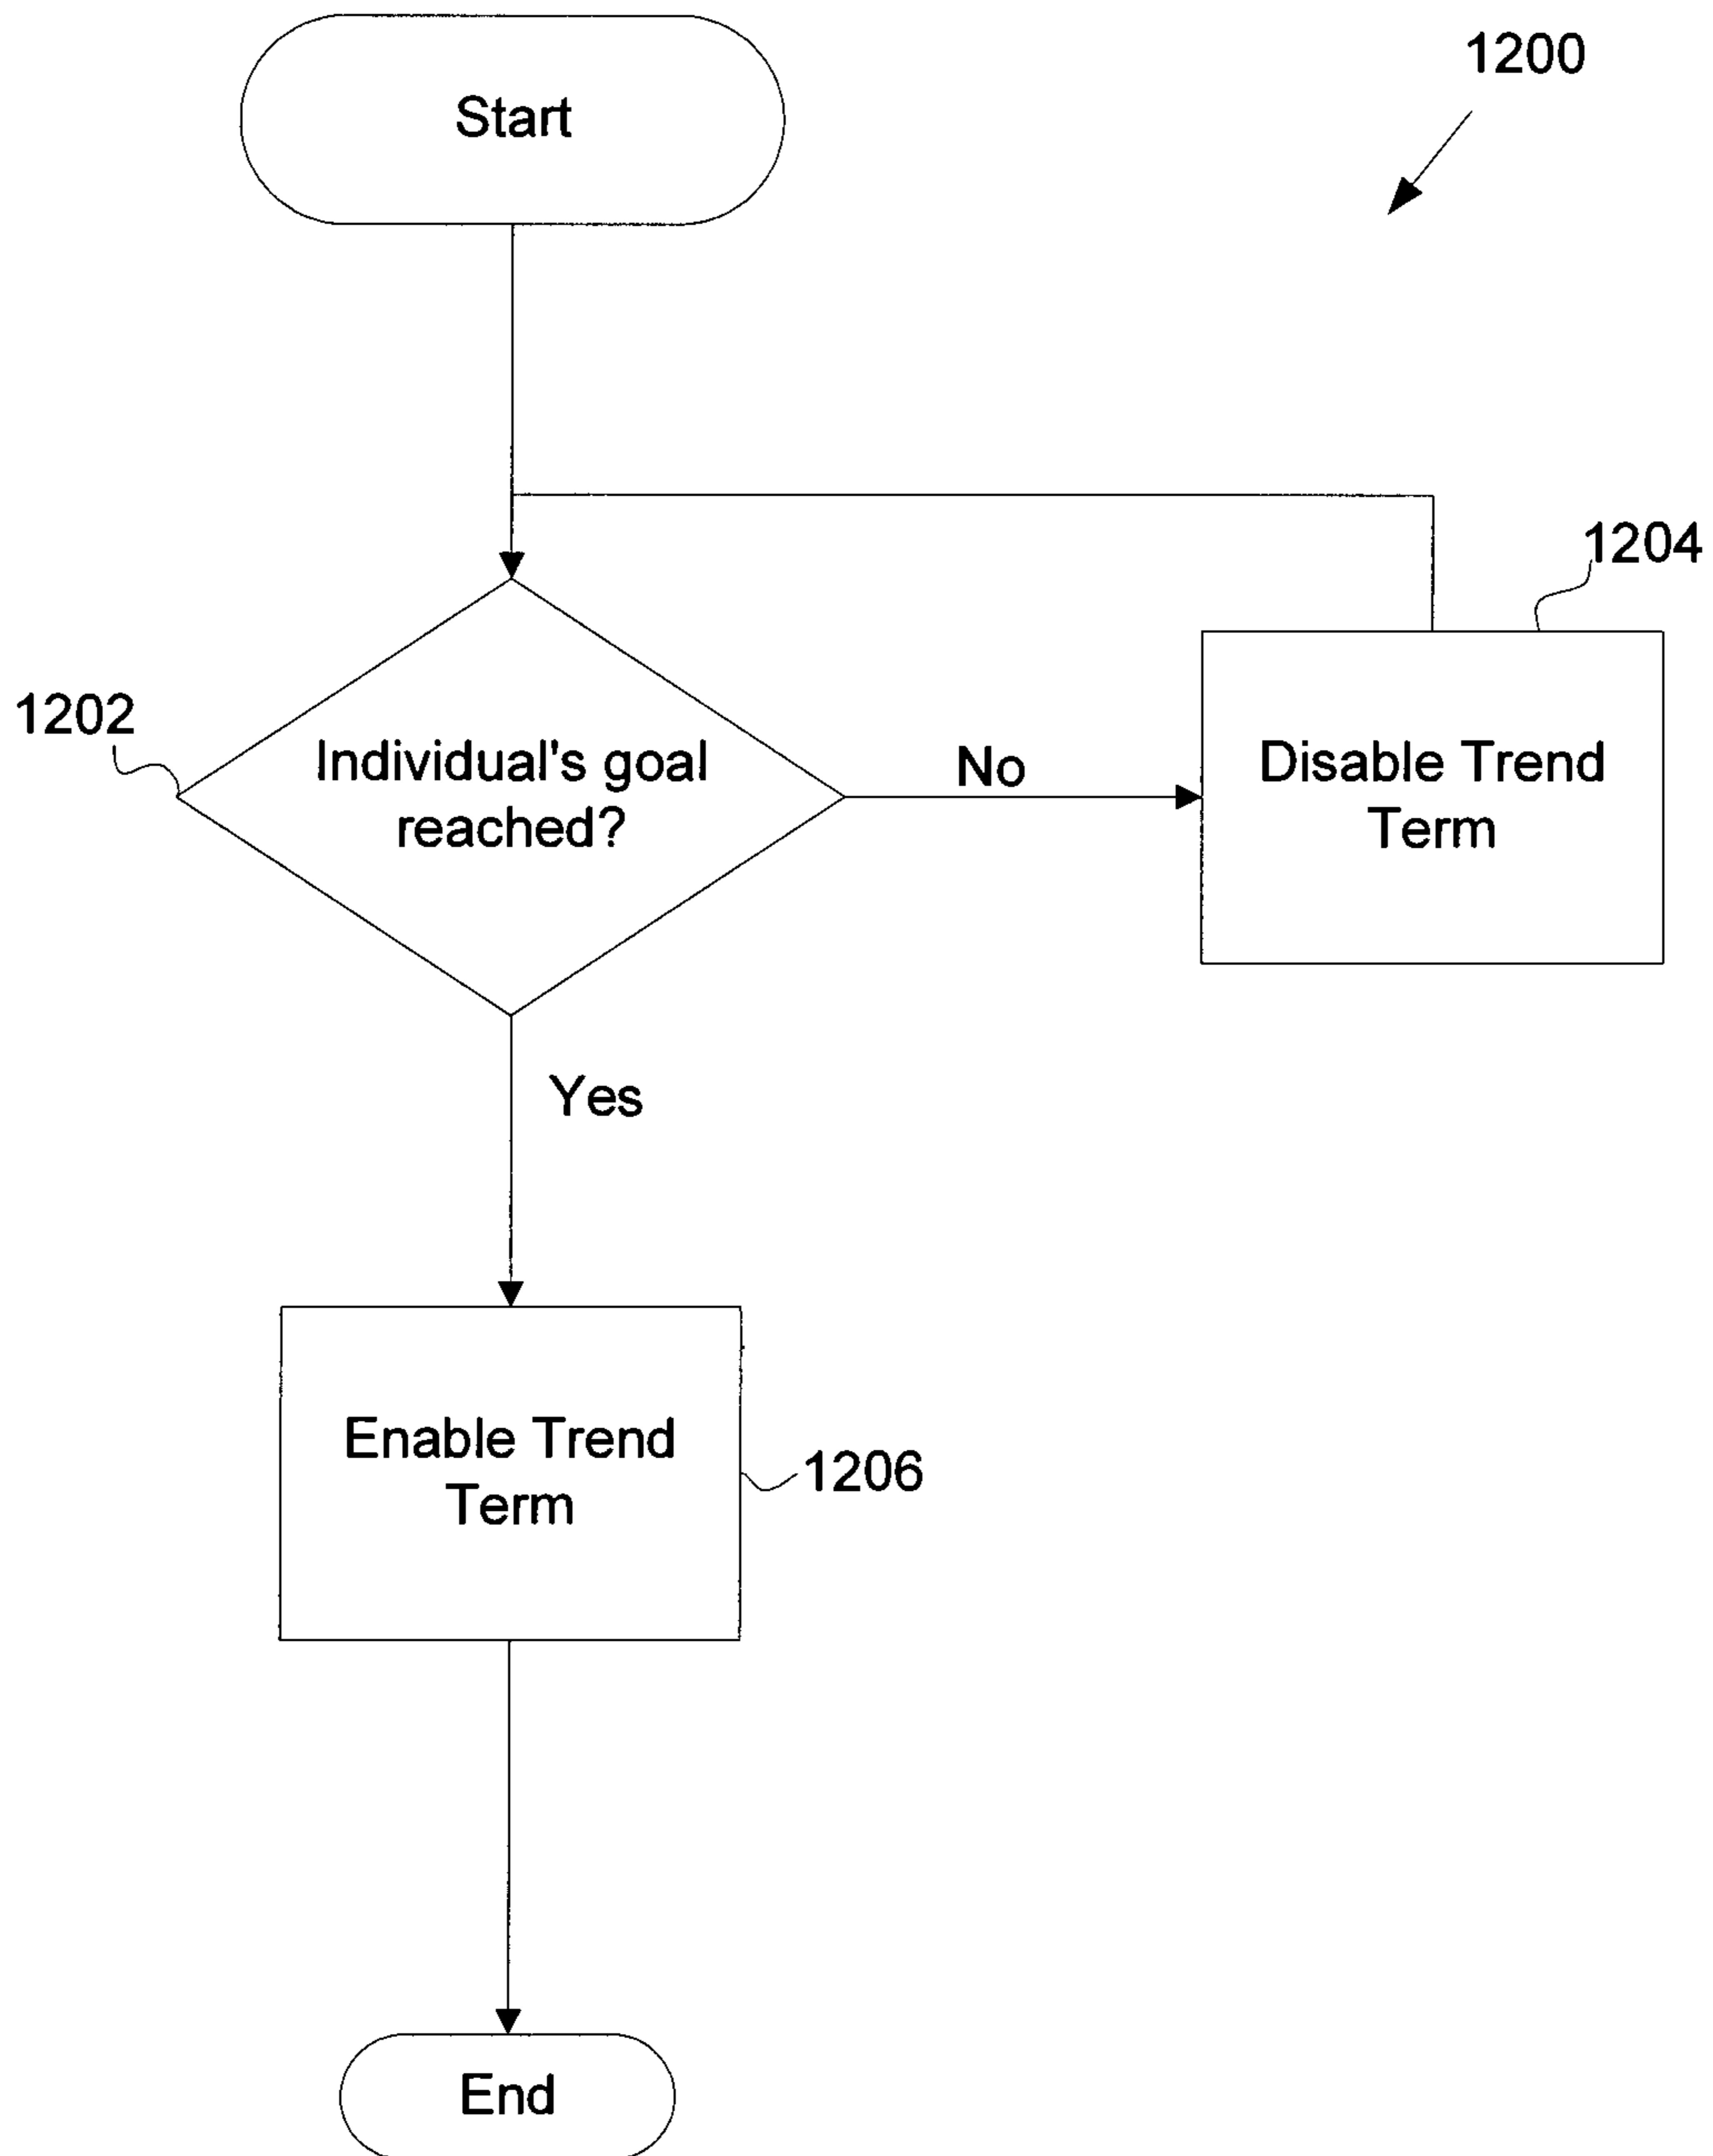 Start
1200
1204
1202
Individual's goal
reached?
No
Disable Trend
Term
Yes
Enable Trend
Term
1206
End